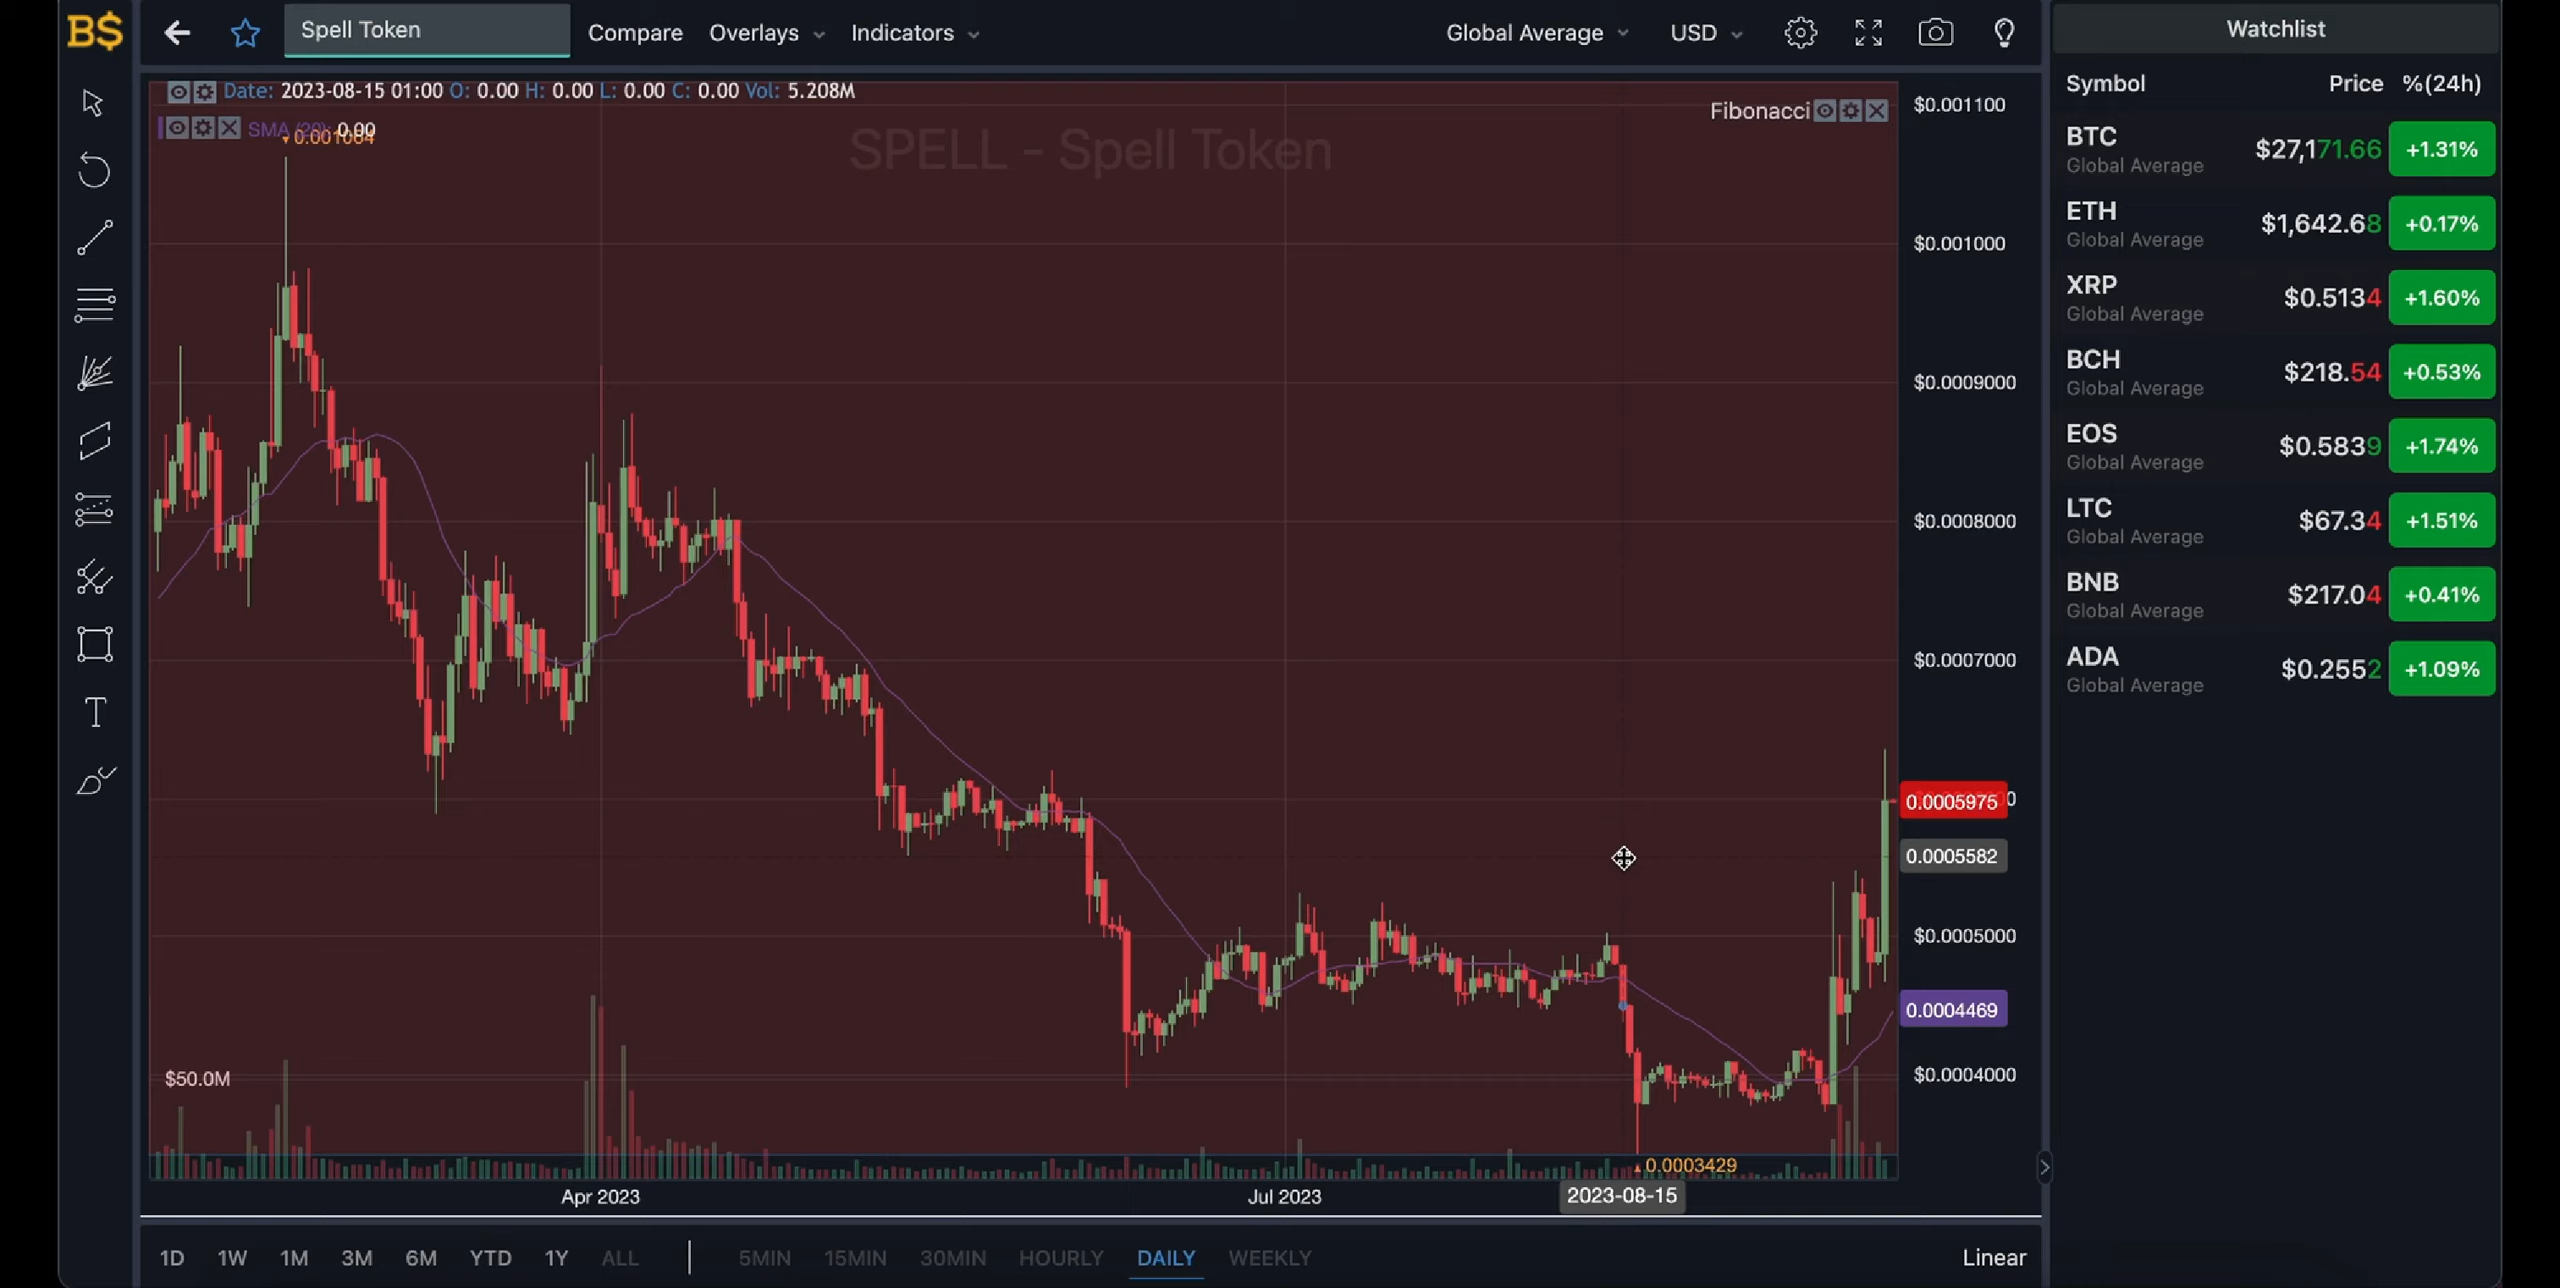 B$
Spell Token
Compare
Overlays
Indicators
Global Average
USD
Date: 2023-08-15 01:00 O: 0.00 H: 0.00 L: 0.00 C: 0.00 Vol: 5.208M
SMA (20): 0.00
0.001064
Fibonacci
SPELL - Spell Token
$0.001100
$0.001000
$0.0009000
$0.0008000
$0.0007000
0.0005975
0.0005582
$0.0005000
0.0004469
$0.0004000
$50.0M
0.0003429
Apr 2023
Jul 2023
2023-08-15
1D 1W 1M 3M 6M YTD 1Y ALL
5MIN 15MIN 30MIN HOURLY DAILY WEEKLY
Linear
Watchlist
Symbol Price %(24h)
BTC $27,171.66 +1.31%
Global Average
ETH $1,642.68 +0.17%
Global Average
XRP $0.5134 +1.60%
Global Average
BCH $218.54 +0.53%
Global Average
EOS $0.5839 +1.74%
Global Average
LTC $67.34 +1.51%
Global Average
BNB $217.04 +0.41%
Global Average
ADA $0.2552 +1.09%
Global Average